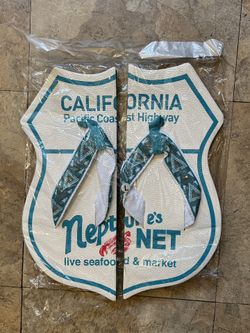 CALIFORNIA
Pacific Coast Highway
Neptune's
NET
live seafood & market